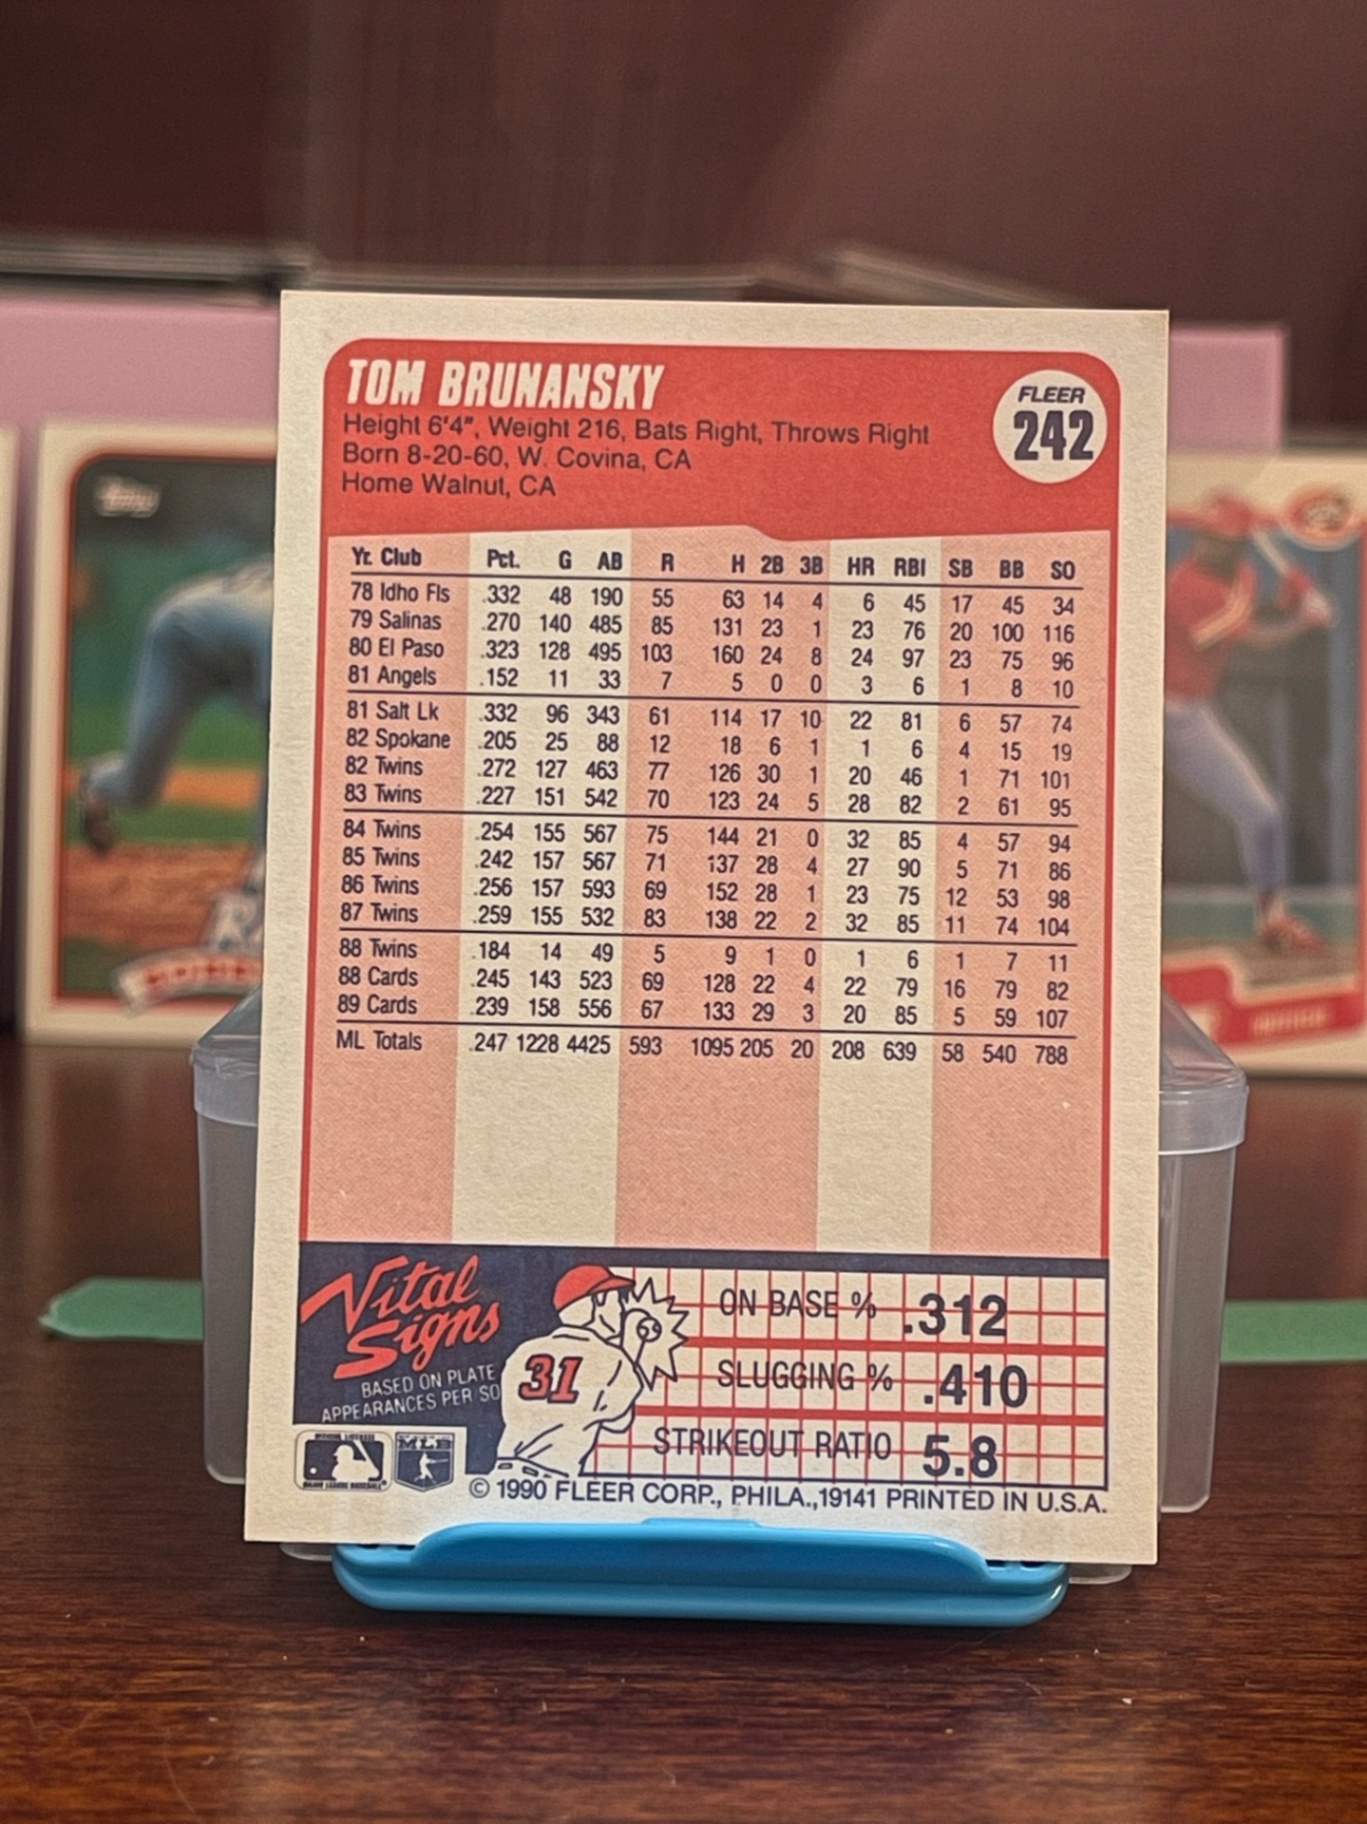 TOM BRUNANSKY
Height 6'4", Weight 216, Bats Right, Throws Right
Born 8-20-60, W. Covina, CA
Home Walnut, CA
FLEER
242
Yr. Club Pct. G AB R H 2B 3B HR RBI SB BB SO
78 Idho Fls .332 48 190 55 63 14 4 6 45 17 45 34
79 Salinas .270 140 485 85 131 23 1 23 76 20 100 116
80 El Paso .323 128 495 103 160 24 8 24 97 23 75 96
81 Angels .152 11 33 7 5 0 0 3 6 1 8 10
81 Salt Lk .332 96 343 61 114 17 10 22 81 6 57 74
82 Spokane .205 25 88 12 18 6 1 1 6 4 15 19
82 Twins .272 127 463 77 126 30 1 20 46 1 71 101
83 Twins .227 151 542 70 123 24 5 28 82 2 61 95
84 Twins .254 155 567 75 144 21 0 32 85 4 57 94
85 Twins .242 157 567 71 137 28 4 27 90 5 71 86
86 Twins .256 157 593 69 152 28 1 23 75 12 53 98
87 Twins .259 155 532 83 138 22 2 32 85 11 74 104
88 Twins .184 14 49 5 9 1 0 1 6 1 7 11
88 Cards .245 143 523 69 128 22 4 22 79 16 79 82
89 Cards .239 158 556 67 133 29 3 20 85 5 59 107
ML Totals .247 1228 4425 593 1095 205 20 208 639 58 540 788
Vital
Signs
BASED ON PLATE
APPEARANCES PER SO
31
ON BASE % .312
SLUGGING % .410
STRIKEOUT RATIO 5.8
© 1990 FLEER CORP., PHILA.,19141 PRINTED IN U.S.A.
Topps